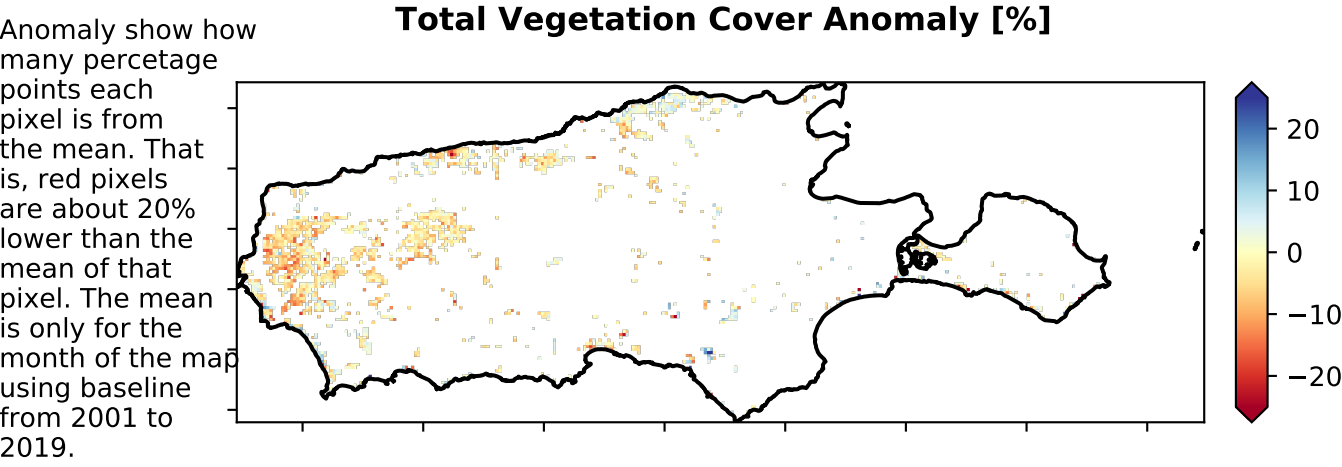 Total Vegetation Cover Anomaly [%]
Anomaly show how
many percetage
points each
pixel is from
the mean. That
is, red pixels
are about 20%
lower than the
mean of that
pixel. The mean
is only for the
month of the map
using baseline
from 2001 to
2019.
20
10
0
−10
−20